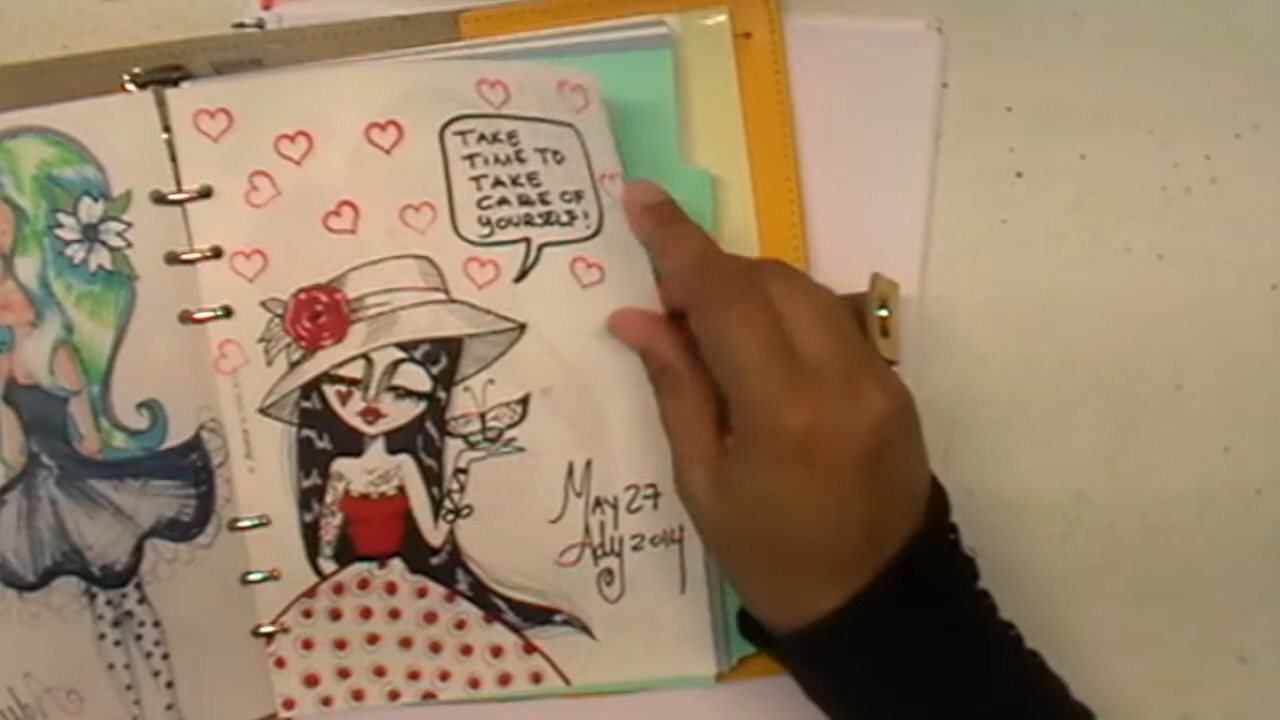 TAKE
TIME TO
TAKE
CARE OF
YOURSELF!
MAY 27
Ady 2014